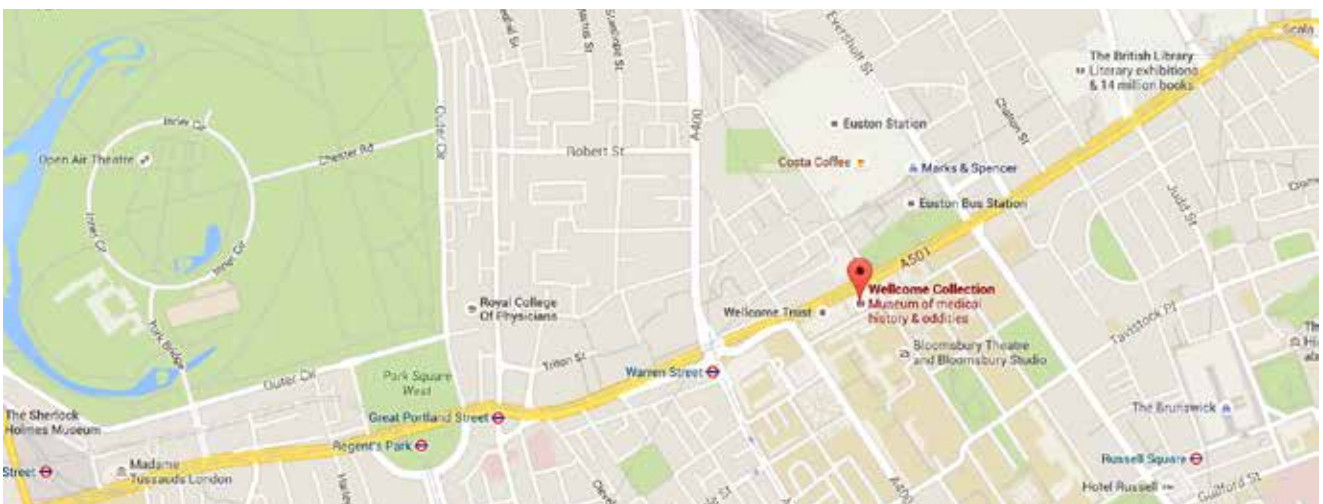 Stanhope St
Eversholt St
Scala
The British Library
Literary exhibitions
& 14 million books
A400
Outer Cir
Inner Cir
Chester Rd
Open Air Theatre
Robert St
Euston Station
Chalton St
Costa Coffee
Marks & Spencer
Euston Bus Station
Judd St
Inner Cir
Inner Cir
A501
Wellcome Collection
Museum of medical
history & oddities
Royal College
Of Physicians
Wellcome Trust
Tavistock Pl
Park Bridge
Triton St
Bloomsbury Theatre
and Bloomsbury Studio
Outer Cir
Park Square
West
Warren Street
The Sherlock
Holmes Museum
Great Portland Street
The Brunswick
Regent's Park
Street
Madame
Tussauds London
Russell Square
Hotel Russell
Guilford St
A400